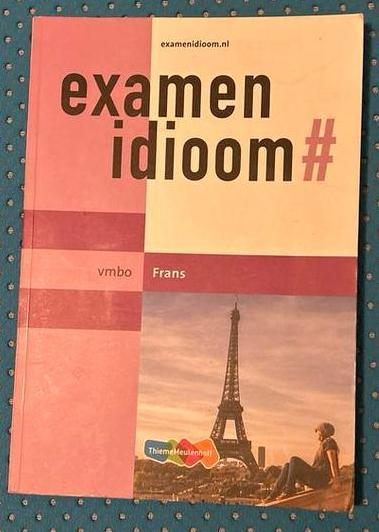 examenidioom.nl
examen
idioom#
vmbo Frans
ThiemeMeulenhoff